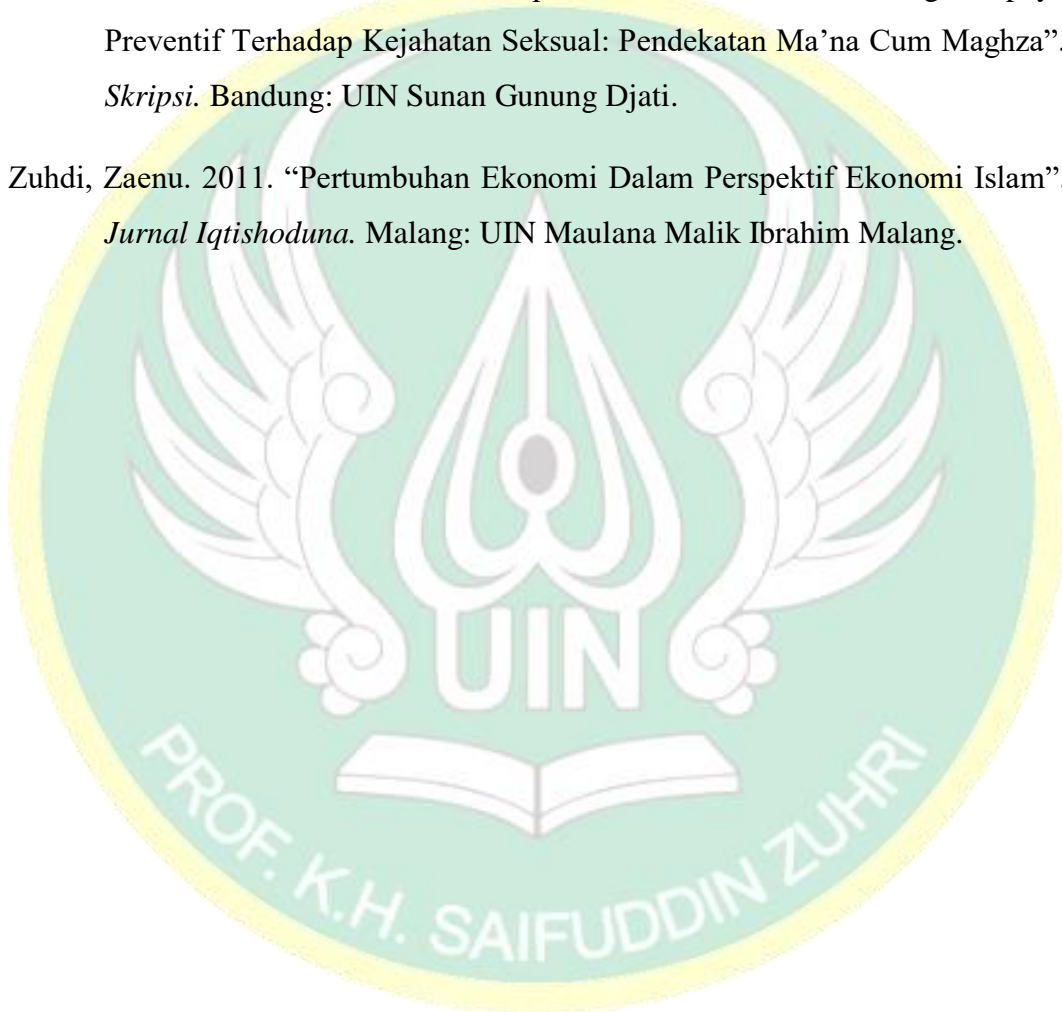 Preventif Terhadap Kejahatan Seksual: Pendekatan Ma’na Cum Maghza”.
Skripsi. Bandung: UIN Sunan Gunung Djati.
Zuhdi, Zaenu. 2011. “Pertumbuhan Ekonomi Dalam Perspektif Ekonomi Islam”.
Jurnal Iqtishoduna. Malang: UIN Maulana Malik Ibrahim Malang.
UIN
PROF. K.H. SAIFUDDIN ZUHRI